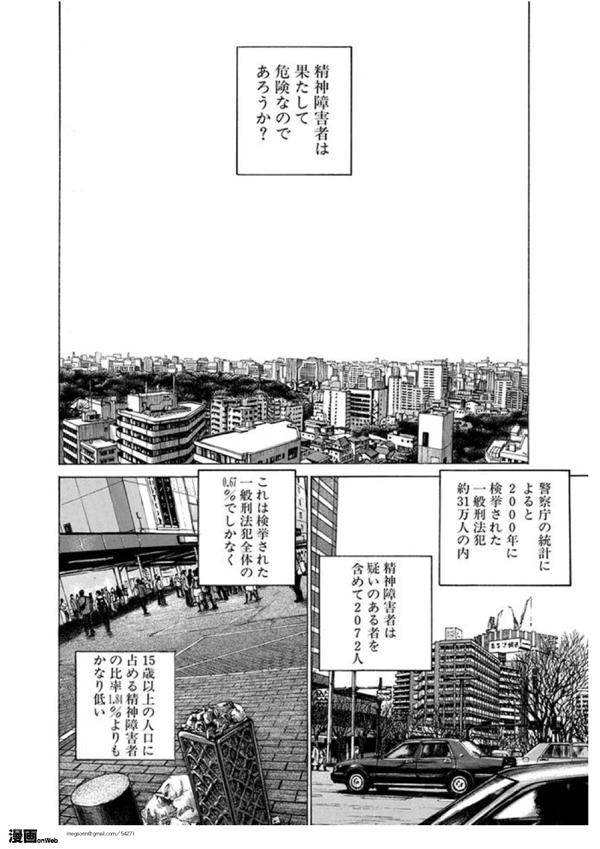 精神障害者は
果たして
危険なので
あろうか？
警察庁の統計に
よると
2000年に
検挙された
一般刑法犯
約31万人の内
精神障害者は
疑いのある者を
含めて2072人
これは検挙された
一般刑法犯全体の
0.67%でしかなく
15歳以上の人口に
占める精神障害者
の比率1.84%よりも
かなり低い
漫画onWeb